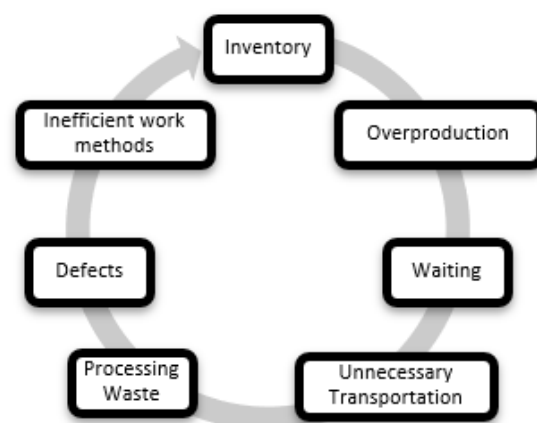 Inventory
Overproduction
Waiting
Unnecessary
Transportation
Processing
Waste
Defects
Inefficient work
methods